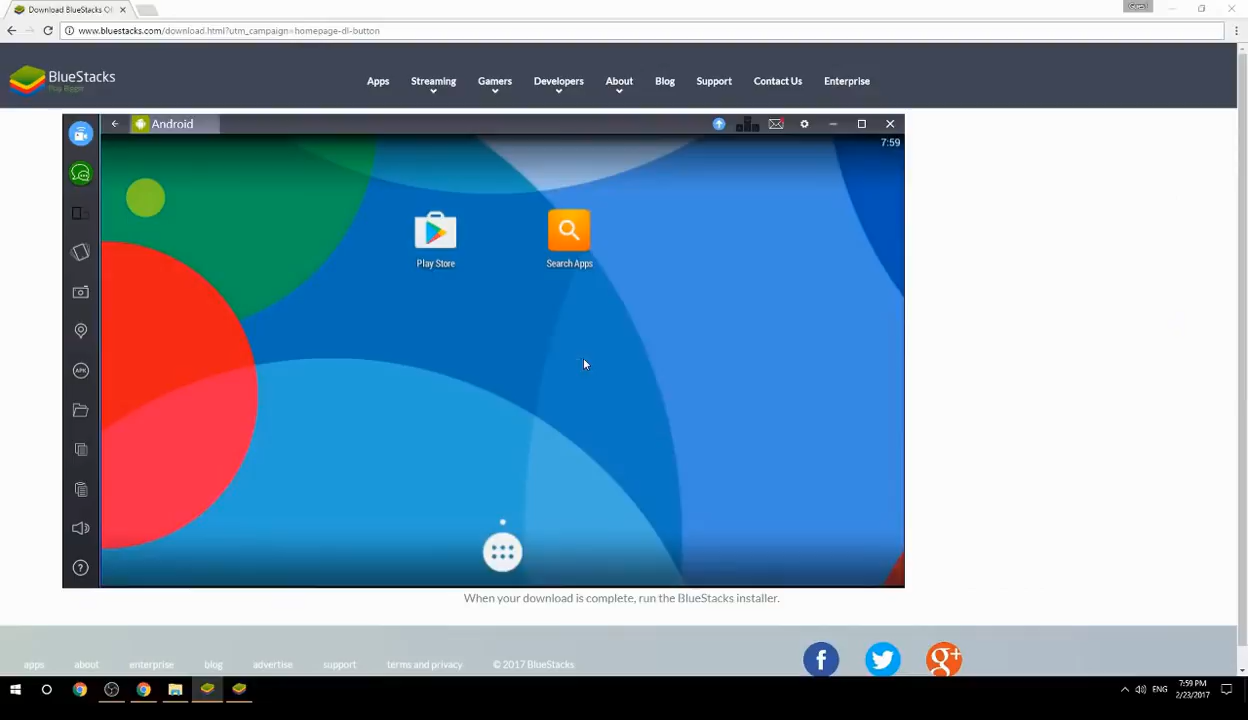 Download BlueStacks Of
www.bluestacks.com/download.html?utm_campaign=homepage-dl-button
BlueStacks
Play Bigger
Apps Streaming Gamers Developers About Blog Support Contact Us Enterprise
Android
7:59
Play Store
Search Apps
APK
When your download is complete, run the BlueStacks installer.
apps about enterprise blog advertise support terms and privacy © 2017 BlueStacks
f
g+
ENG
7:59 PM
2/23/2017